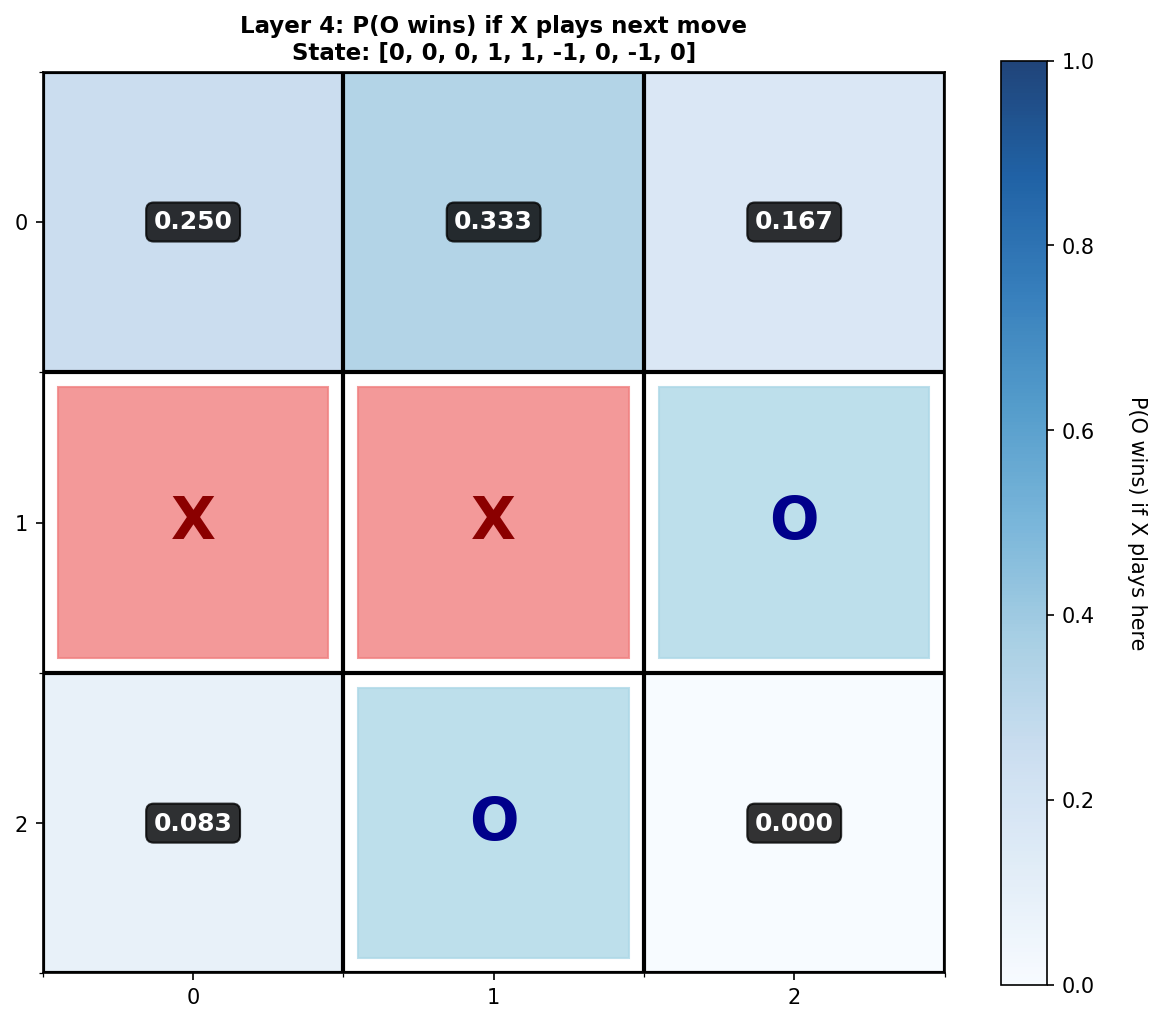 Layer 4: P(O wins) if X plays next move
State: [0, 0, 0, 1, 1, -1, 0, -1, 0]
0.250 0.333 0.167
X X O
0.083 O 0.000
0
1
2
0 1 2
1.0
0.8
0.6
0.4
0.2
0.0
P(O wins) if X plays here